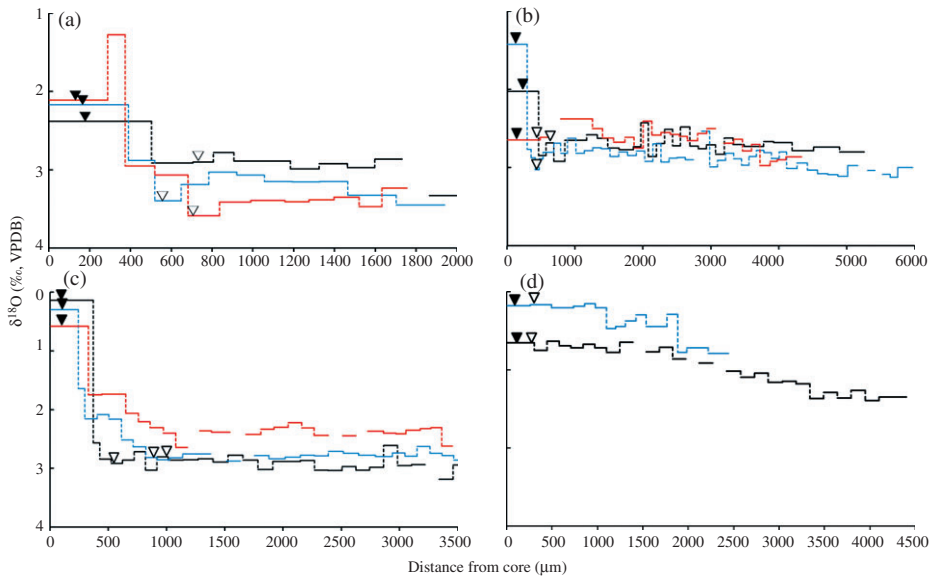 (a)
(b)
1
2
3
4
0 200 400 600 800 1000 1200 1400 1600 1800 2000
0 1000 2000 3000 4000 5000 6000
δ¹⁸O (‰, VPDB)
(c)
(d)
0
1
2
3
4
0 500 1000 1500 2000 2500 3000 3500
0 500 1000 1500 2000 2500 3000 3500 4000 4500
Distance from core (μm)